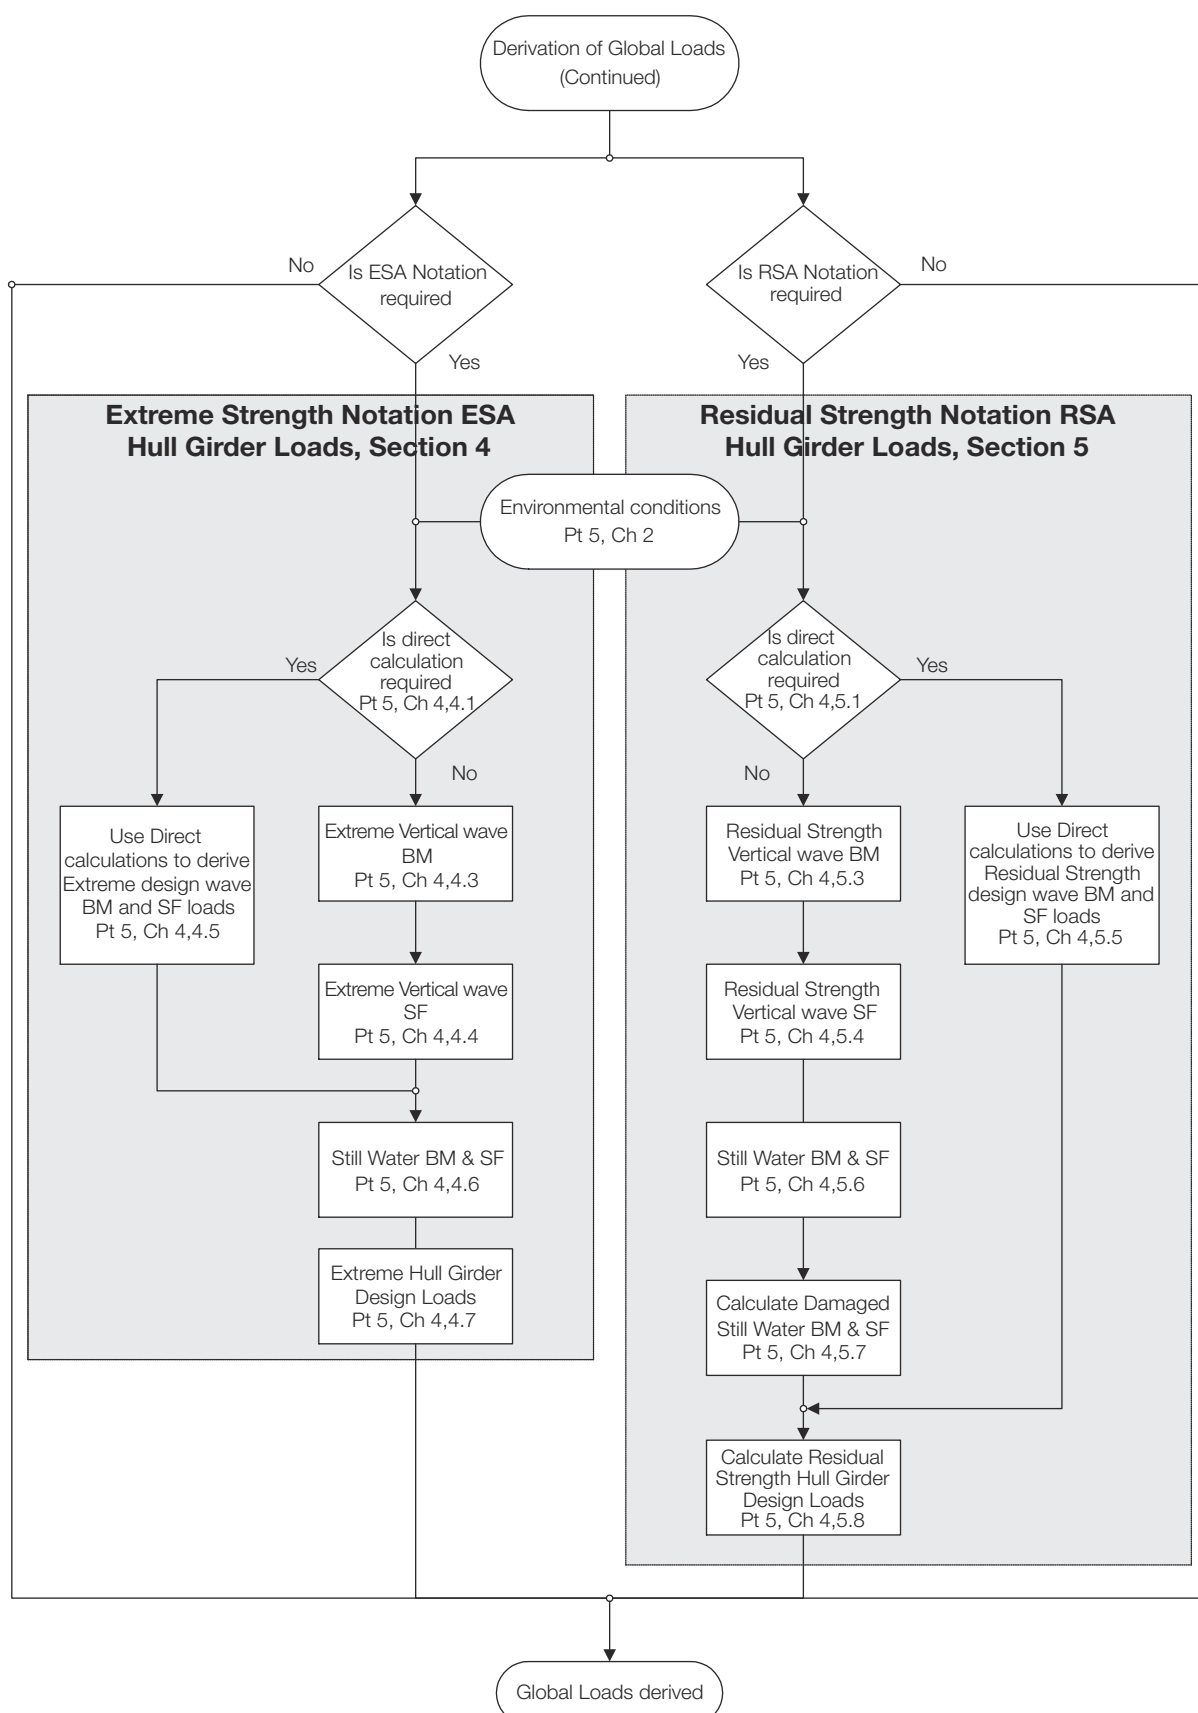 Derivation of Global Loads
(Continued)
No
Is ESA Notation
required
Yes
Is RSA Notation
required
No
Yes
Extreme Strength Notation ESA
Hull Girder Loads, Section 4
Residual Strength Notation RSA
Hull Girder Loads, Section 5
Environmental conditions
Pt 5, Ch 2
Yes
Is direct
calculation
required
Pt 5, Ch 4,4.1
No
Is direct
calculation
required
Pt 5, Ch 4,5.1
Yes
No
Use Direct
calculations to derive
Extreme design wave
BM and SF loads
Pt 5, Ch 4,4.5
Extreme Vertical wave
BM
Pt 5, Ch 4,4.3
Residual Strength
Vertical wave BM
Pt 5, Ch 4,5.3
Use Direct
calculations to derive
Residual Strength
design wave BM and
SF loads
Pt 5, Ch 4,5.5
Extreme Vertical wave
SF
Pt 5, Ch 4,4.4
Residual Strength
Vertical wave SF
Pt 5, Ch 4,5.4
Still Water BM & SF
Pt 5, Ch 4,4.6
Still Water BM & SF
Pt 5, Ch 4,5.6
Extreme Hull Girder
Design Loads
Pt 5, Ch 4,4.7
Calculate Damaged
Still Water BM & SF
Pt 5, Ch 4,5.7
Calculate Residual
Strength Hull Girder
Design Loads
Pt 5, Ch 4,5.8
Global Loads derived